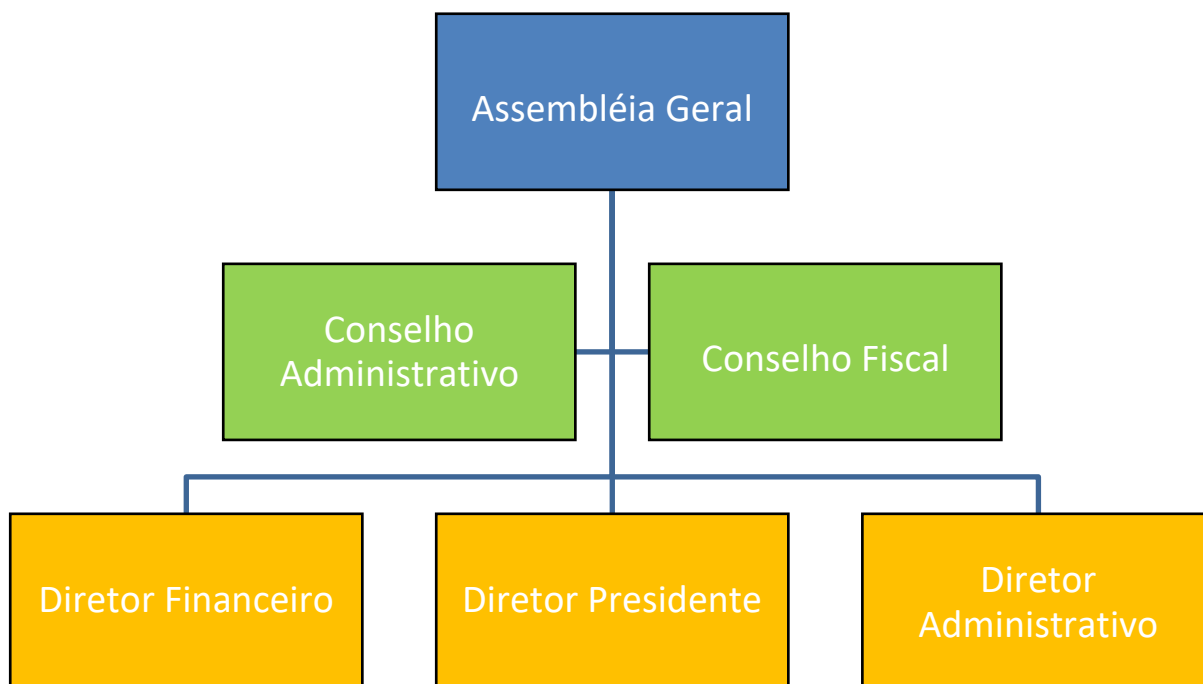 Assembléia Geral
Conselho
Administrativo
Conselho Fiscal
Diretor Financeiro
Diretor Presidente
Diretor
Administrativo